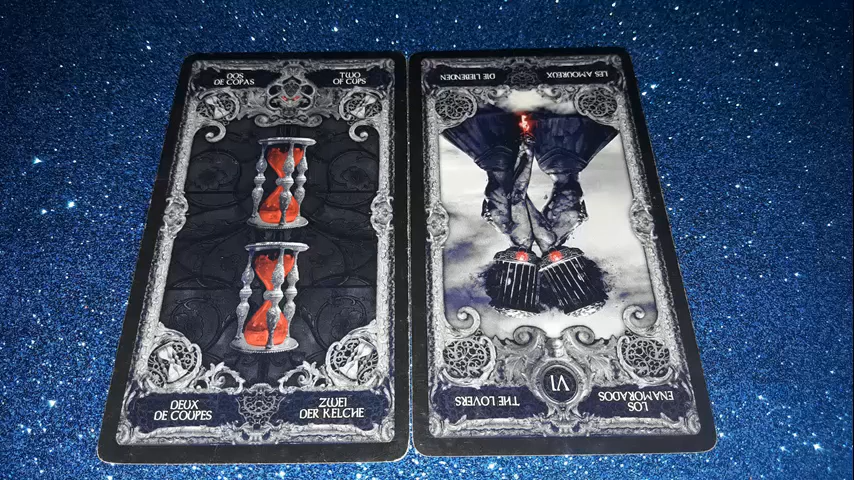 DOS
DE COPAS
TWO
OF CUPS
DEUX
DE COUPES
ZWEI
DER KELCHE
DIE LIEBENDEN
LES AMOUREUX
VI
THE LOVERS
LOS
ENAMORADOS